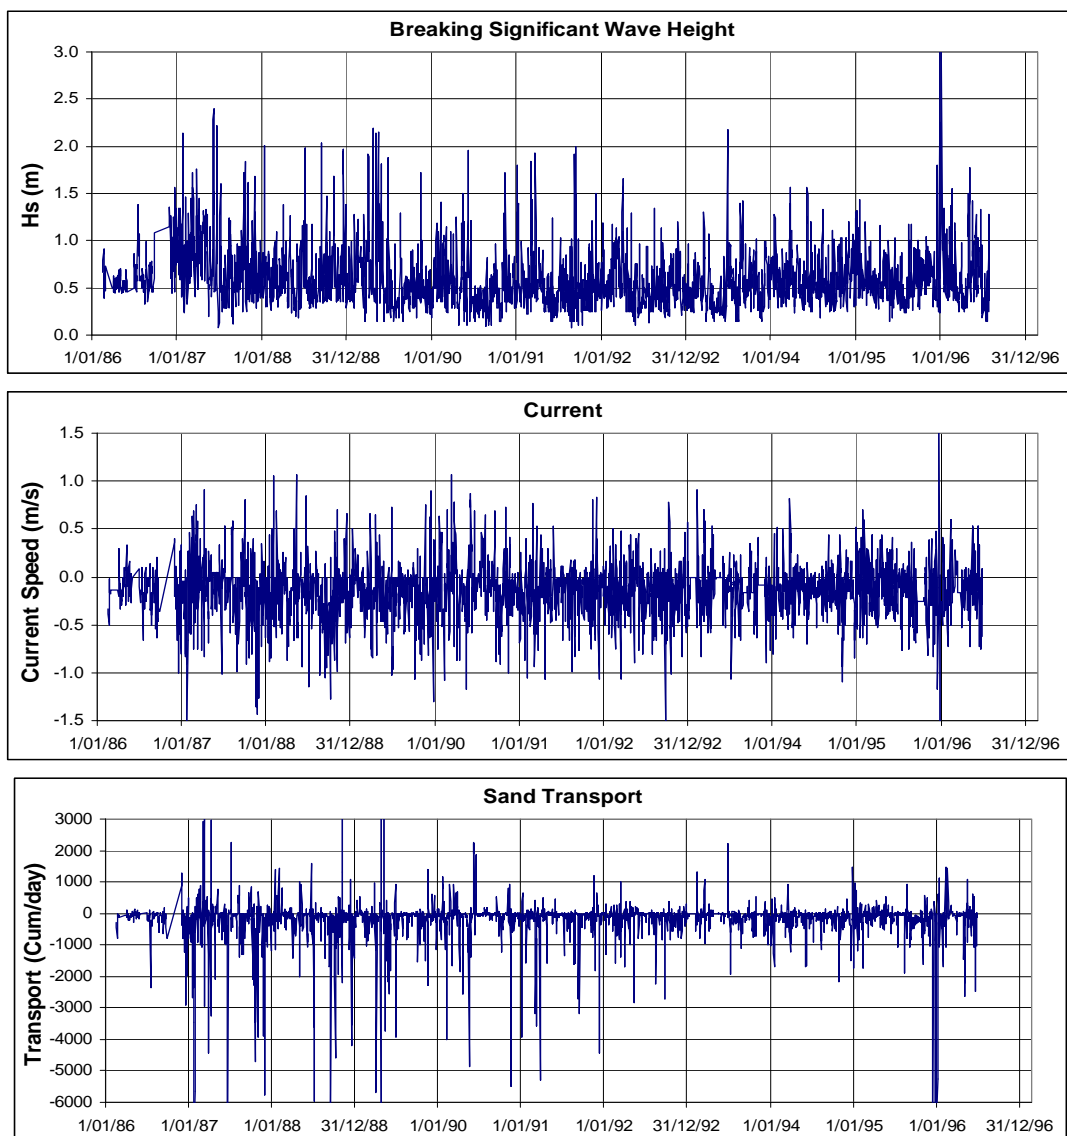 Breaking Significant Wave Height
Hs (m)
3.0
2.5
2.0
1.5
1.0
0.5
0.0
1/01/86 1/01/87 1/01/88 31/12/88 1/01/90 1/01/91 1/01/92 31/12/92 1/01/94 1/01/95 1/01/96 31/12/96
Current
Current Speed (m/s)
1.5
1.0
0.5
0.0
-0.5
-1.0
-1.5
1/01/86 1/01/87 1/01/88 31/12/88 1/01/90 1/01/91 1/01/92 31/12/92 1/01/94 1/01/95 1/01/96 31/12/96
Sand Transport
Transport (Cum/day)
3000
2000
1000
0
-1000
-2000
-3000
-4000
-5000
-6000
1/01/86 1/01/87 1/01/88 31/12/88 1/01/90 1/01/91 1/01/92 31/12/92 1/01/94 1/01/95 1/01/96 31/12/96